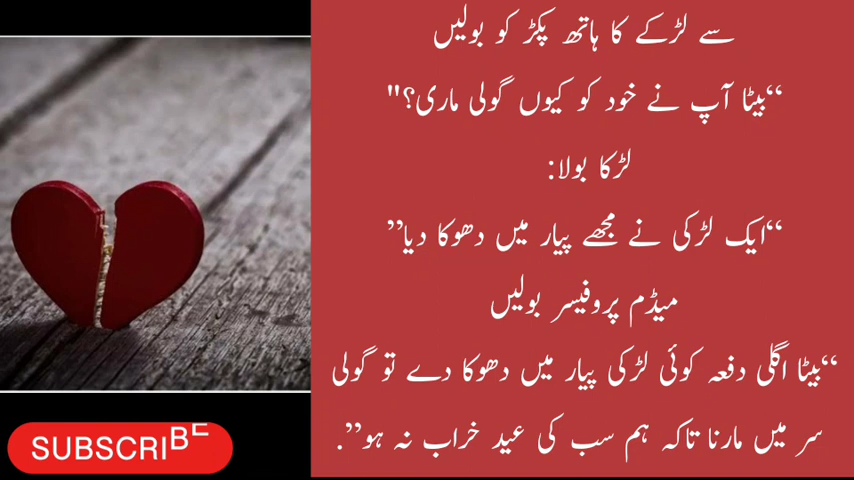 سے لڑکے کا ہاتھ پکڑ کو بولیں
“بیٹا آپ نے خود کو کیوں گولی ماری؟"
لڑکا بولا:
“ایک لڑکی نے مجھے پیار میں دھوکا دیا”
میڈم پروفیسر بولیں
“بیٹا اگلی دفعہ کوئی لڑکی پیار میں دھوکا دے تو گولی
سر میں مارنا تاکہ ہم سب کی عید خراب نہ ہو”.
SUBSCRIBE